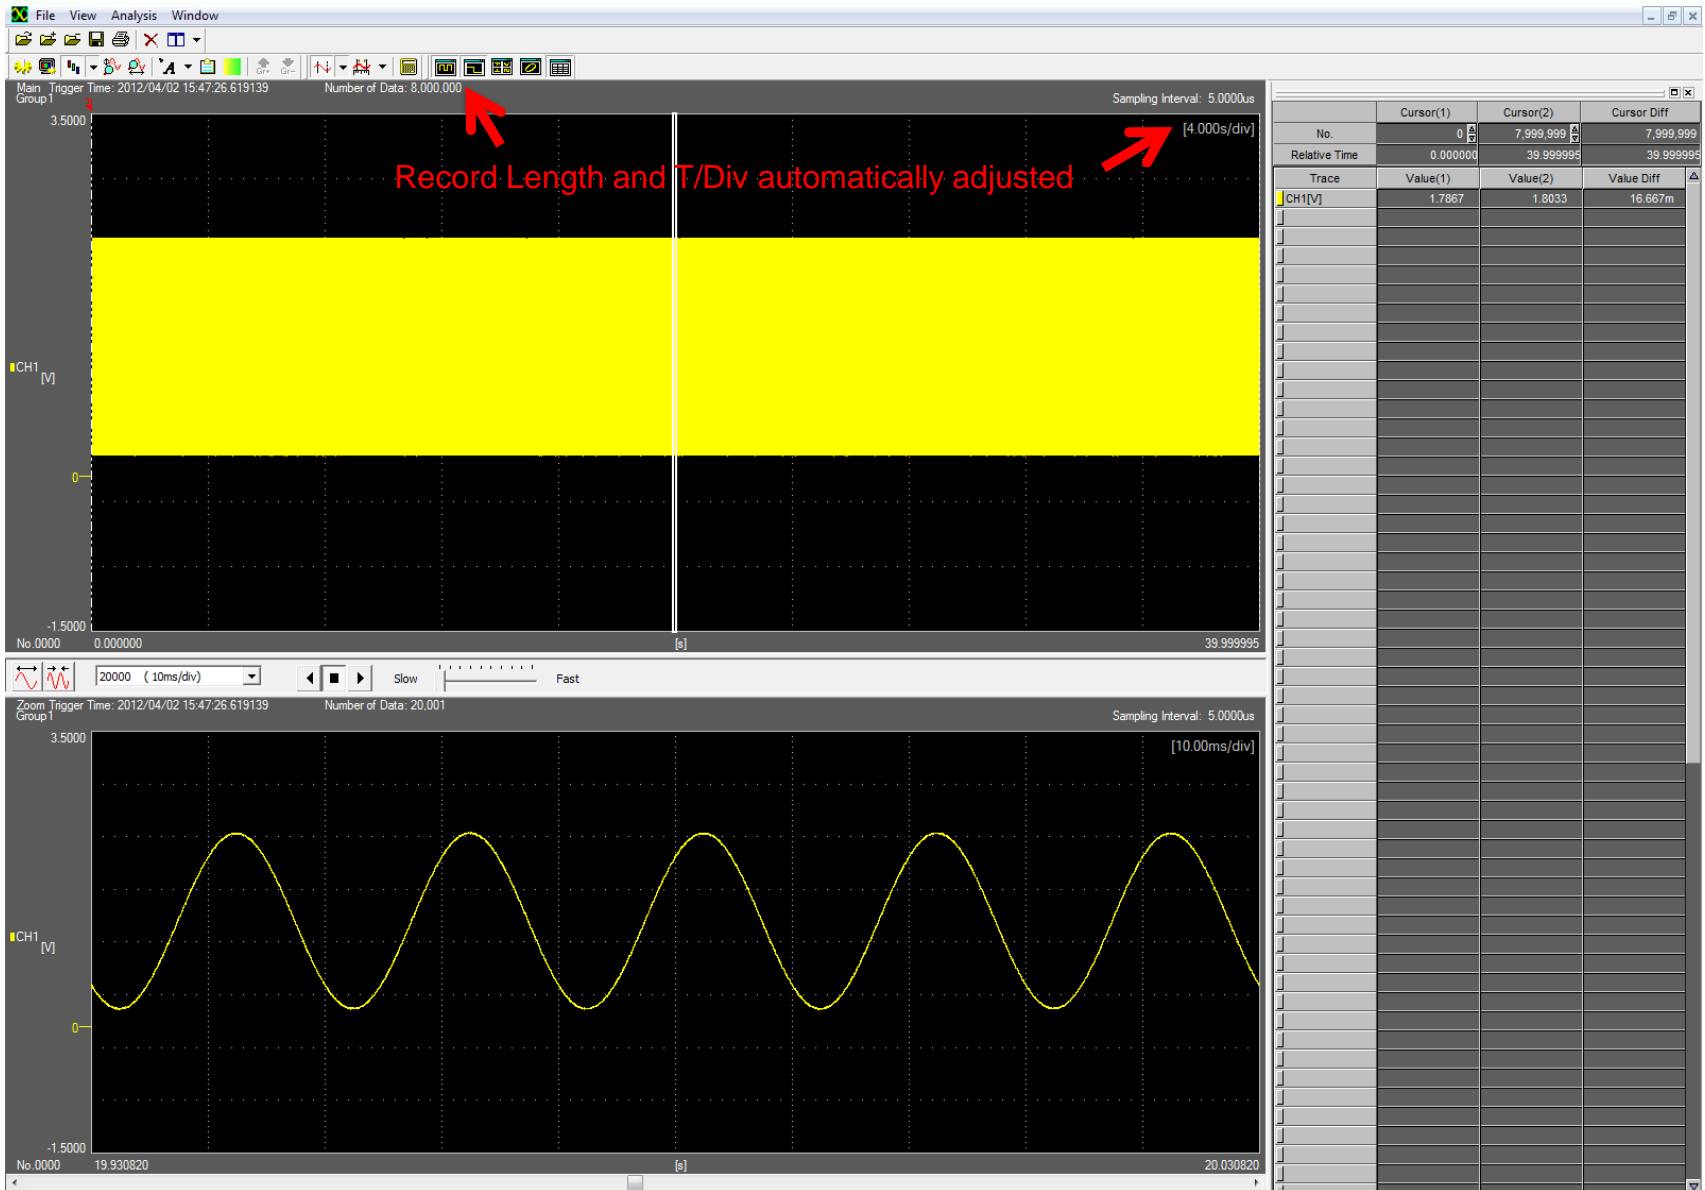 File View Analysis Window
Main Trigger Time: 2012/04/02 15:47:26.619139 Number of Data: 8,000,000
Group1 Sampling Interval: 5.0000us
3.5000
[4.000s/div]
Record Length and T/Div automatically adjusted
CH1
[V]
0
-1.5000
No.0000 0.000000 [s] 39.999995
20000 ( 10ms/div) Slow Fast
Zoom Trigger Time: 2012/04/02 15:47:26.619139 Number of Data: 20,001
Group1 Sampling Interval: 5.0000us
3.5000
[10.00ms/div]
CH1
[V]
0
-1.5000
No.0000 19.930820 [s] 20.030820
Cursor(1) Cursor(2) Cursor Diff
No. 0 7,999,999 7,999,999
Relative Time 0.000000 39.999995 39.999995
Trace Value(1) Value(2) Value Diff
CH1[V] 1.7867 1.8033 16.667m